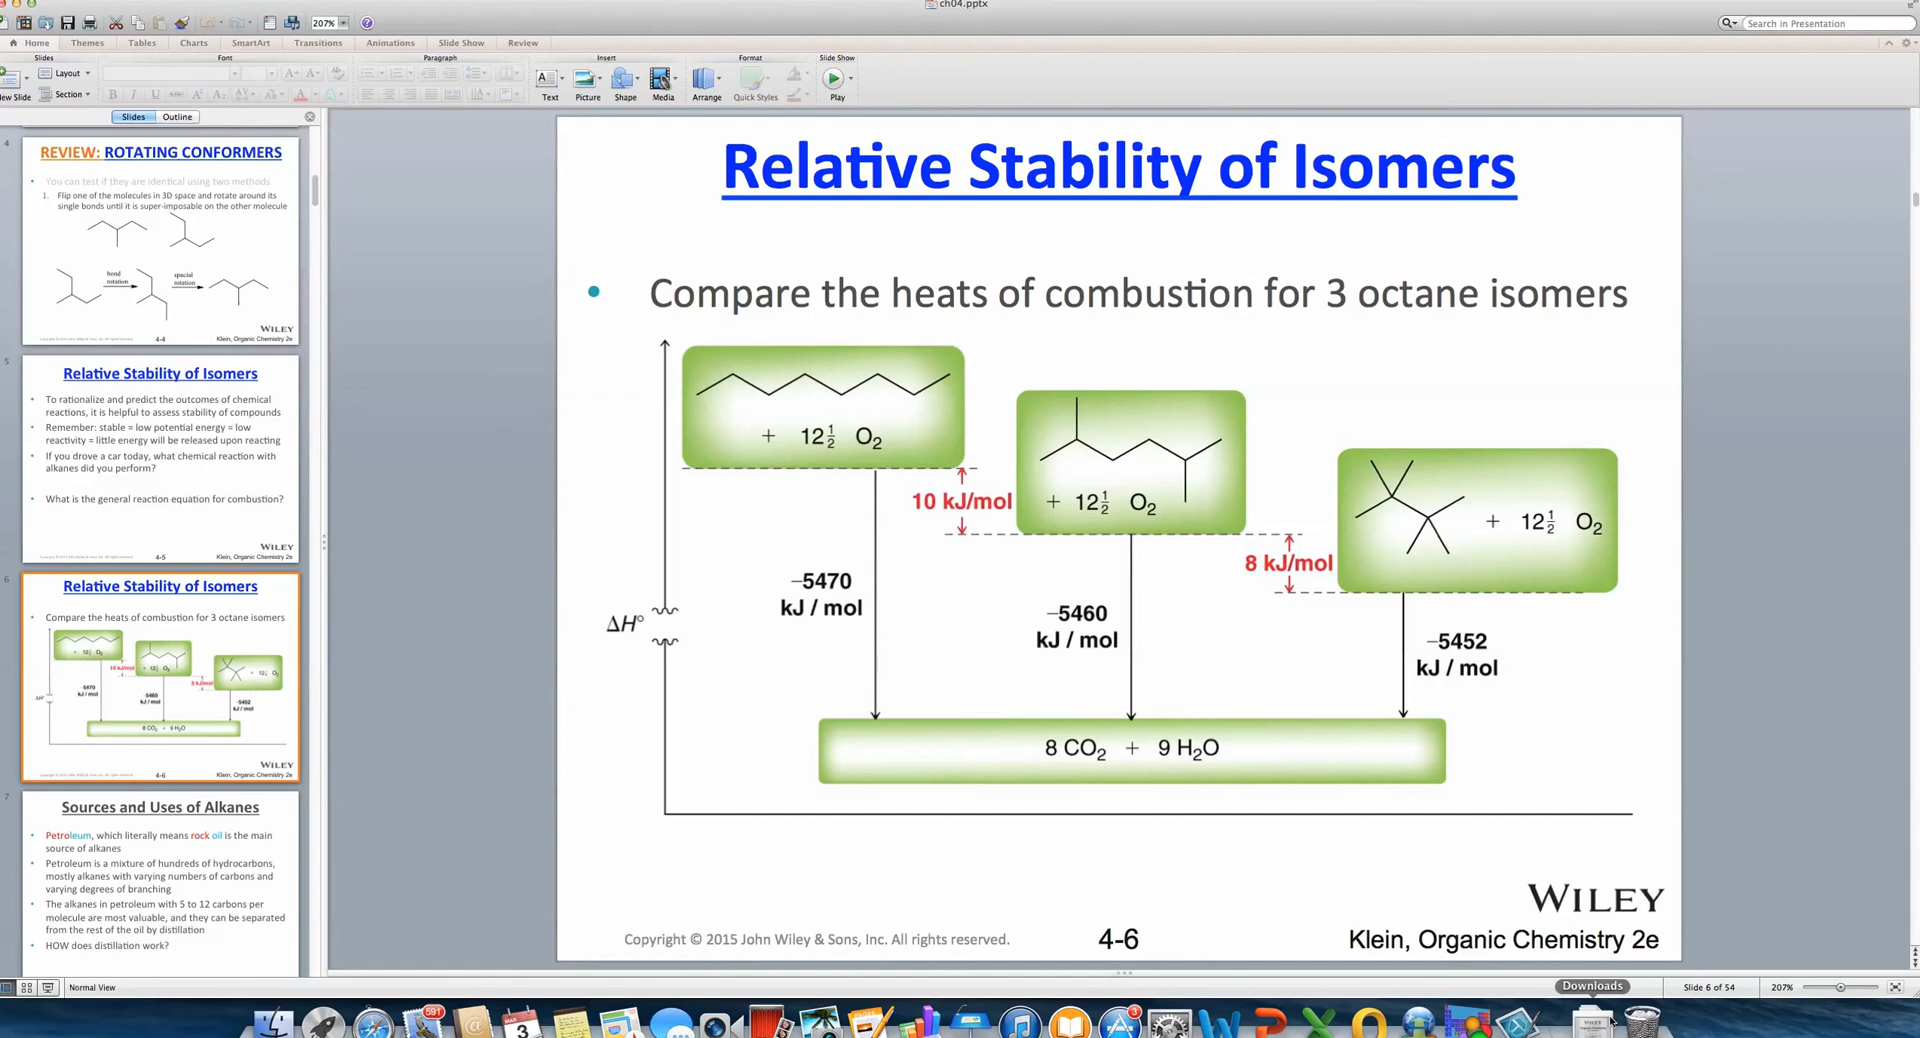 ch04.pptx
207%
Search in Presentation
Home Themes Tables Charts SmartArt Transitions Animations Slide Show Review
Slides Font Paragraph Insert Format Slide Show
Layout
Section
New Slide
Text Picture Shape Media Arrange Quick Styles Play
Slides Outline
4
REVIEW: ROTATING CONFORMERS
• You can test if they are identical using two methods
1. Flip one of the molecules in 3D space and rotate around its
single bonds until it is super-imposable on the other molecule
bond
rotation
spacial
rotation
WILEY
4-4 Klein, Organic Chemistry 2e
5
Relative Stability of Isomers
• To rationalize and predict the outcomes of chemical
reactions, it is helpful to assess stability of compounds
• Remember: stable = low potential energy = low
reactivity = little energy will be released upon reacting
• If you drove a car today, what chemical reaction with
alkanes did you perform?
• What is the general reaction equation for combustion?
WILEY
4-5 Klein, Organic Chemistry 2e
6
Relative Stability of Isomers
Compare the heats of combustion for 3 octane isomers
+ 12½ O₂
+ 12½ O₂
+ 12½ O₂
10 kJ/mol
8 kJ/mol
–5470
kJ / mol
–5460
kJ / mol
–5452
kJ / mol
ΔH°
8 CO₂ + 9 H₂O
WILEY
4-6 Klein, Organic Chemistry 2e
7
Sources and Uses of Alkanes
• Petroleum, which literally means rock oil is the main
source of alkanes
• Petroleum is a mixture of hundreds of hydrocarbons,
mostly alkanes with varying numbers of carbons and
varying degrees of branching
• The alkanes in petroleum with 5 to 12 carbons per
molecule are most valuable, and they can be separated
from the rest of the oil by distillation
• HOW does distillation work?
Relative Stability of Isomers
• Compare the heats of combustion for 3 octane isomers
+ 12½ O₂
+ 12½ O₂
+ 12½ O₂
10 kJ/mol
8 kJ/mol
–5470
kJ / mol
–5460
kJ / mol
–5452
kJ / mol
ΔH°
8 CO₂ + 9 H₂O
WILEY
Copyright © 2015 John Wiley & Sons, Inc. All rights reserved. 4-6 Klein, Organic Chemistry 2e
Normal View
Downloads
Slide 6 of 54
207%
591
MAR
3
3
PAGES
WILEY